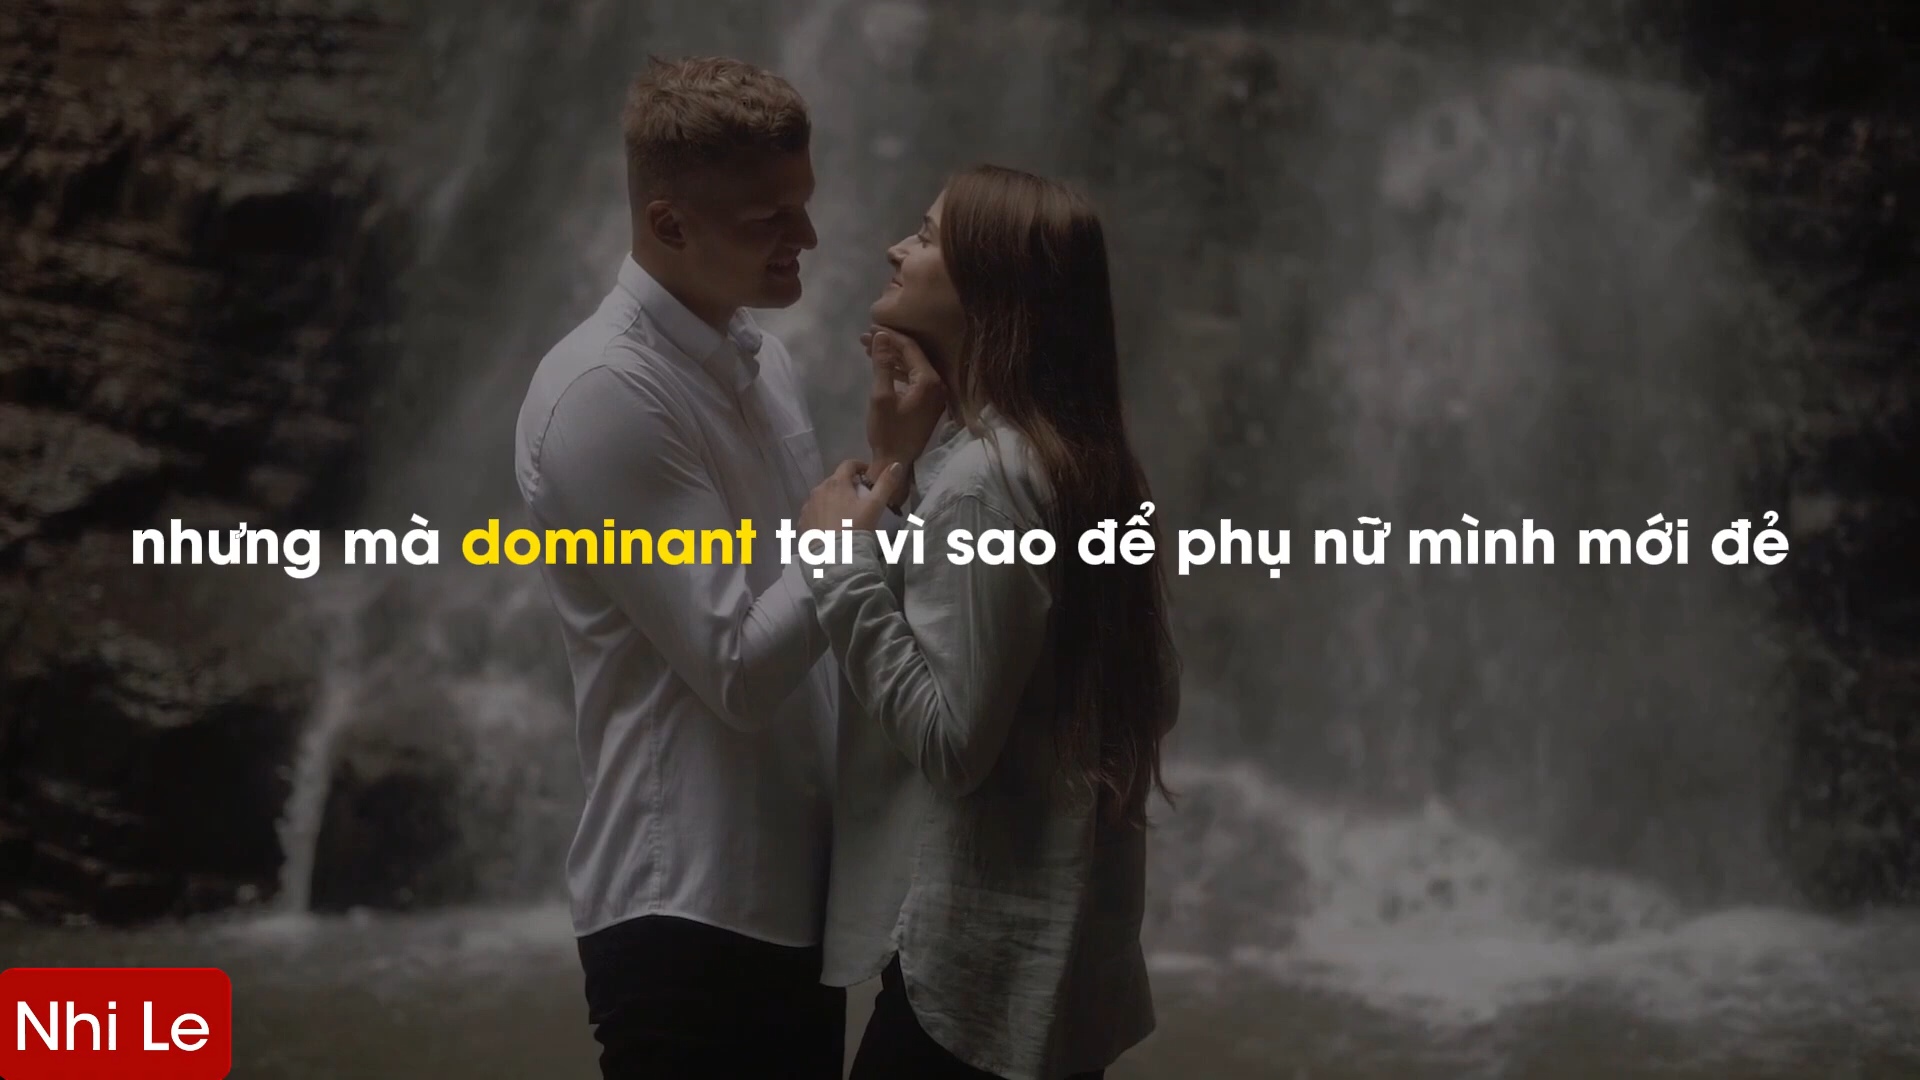 nhưng mà dominant tại vì sao để phụ nữ mình mới đẻ
Nhi Le